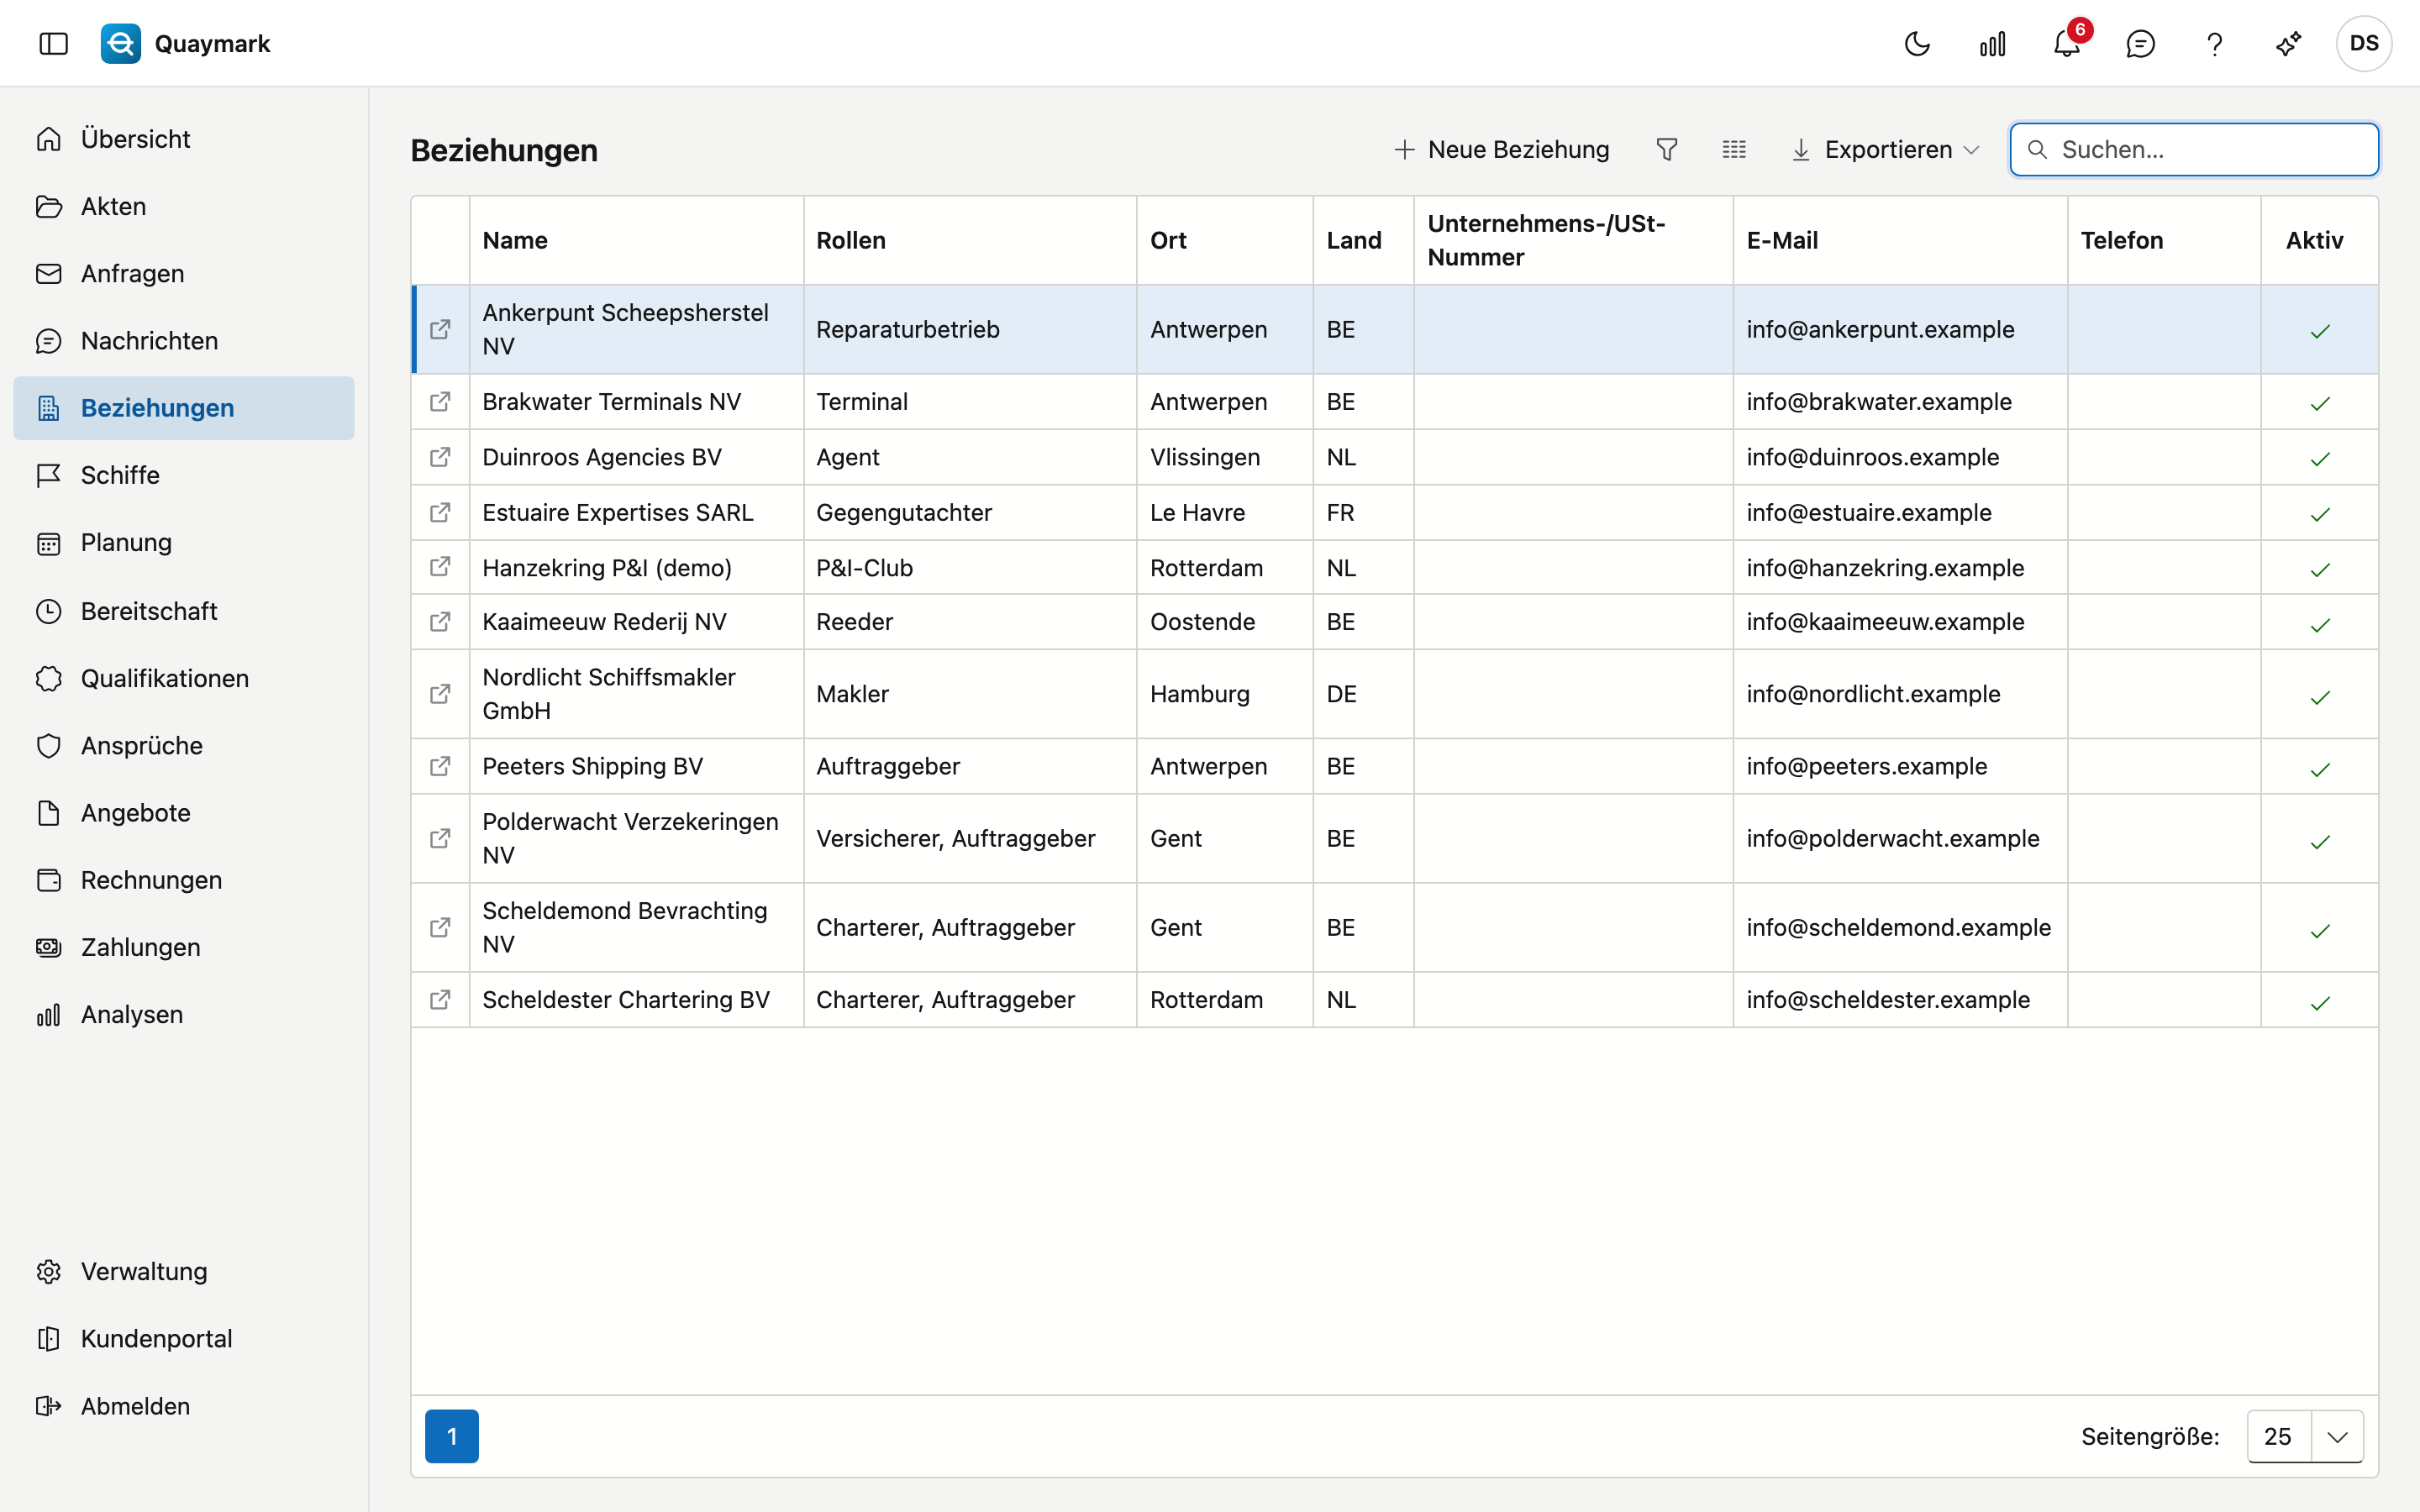 Quaymark
6
DS
Übersicht
Akten
Anfragen
Nachrichten
Beziehungen
Schiffe
Planung
Bereitschaft
Qualifikationen
Ansprüche
Angebote
Rechnungen
Zahlungen
Analysen
Verwaltung
Kundenportal
Abmelden
Beziehungen
Neue Beziehung
Exportieren
Suchen...
Name Rollen Ort Land Unternehmens-/USt-
Nummer E-Mail Telefon Aktiv
Ankerpunt Scheepsherstel
NV Reparaturbetrieb Antwerpen BE info@ankerpunt.example
Brakwater Terminals NV Terminal Antwerpen BE info@brakwater.example
Duinroos Agencies BV Agent Vlissingen NL info@duinroos.example
Estuaire Expertises SARL Gegengutachter Le Havre FR info@estuaire.example
Hanzekring P&I (demo) P&I-Club Rotterdam NL info@hanzekring.example
Kaaimeeuw Rederij NV Reeder Oostende BE info@kaaimeeuw.example
Nordlicht Schiffsmakler
GmbH Makler Hamburg DE info@nordlicht.example
Peeters Shipping BV Auftraggeber Antwerpen BE info@peeters.example
Polderwacht Verzekeringen
NV Versicherer, Auftraggeber Gent BE info@polderwacht.example
Scheldemond Bevrachting
NV Charterer, Auftraggeber Gent BE info@scheldemond.example
Scheldester Chartering BV Charterer, Auftraggeber Rotterdam NL info@scheldester.example
1
Seitengröße: 25